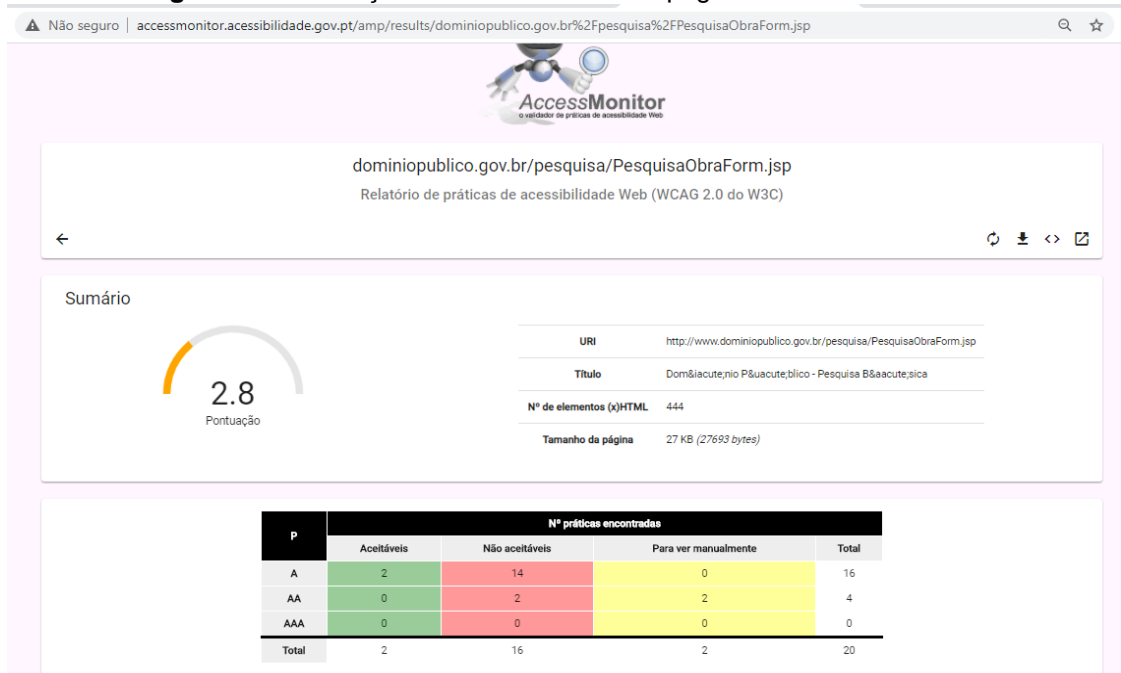 Não seguro | accessmonitor.acessibilidade.gov.pt/amp/results/dominiopublico.gov.br%2Fpesquisa%2FPesquisaObraForm.jsp
AccessMonitor
o validador de práticas de acessibilidade Web
dominiopublico.gov.br/pesquisa/PesquisaObraForm.jsp
Relatório de práticas de acessibilidade Web (WCAG 2.0 do W3C)
Sumário
2.8
Pontuação
URI http://www.dominiopublico.gov.br/pesquisa/PesquisaObraForm.jsp
Título Dom&iacute;nio P&uacute;blico - Pesquisa B&aacute;sica
Nº de elementos (x)HTML 444
Tamanho da página 27 KB (27693 bytes)
P Nº práticas encontradas
Aceitáveis Não aceitáveis Para ver manualmente Total
A 2 14 0 16
AA 0 2 2 4
AAA 0 0 0 0
Total 2 16 2 20